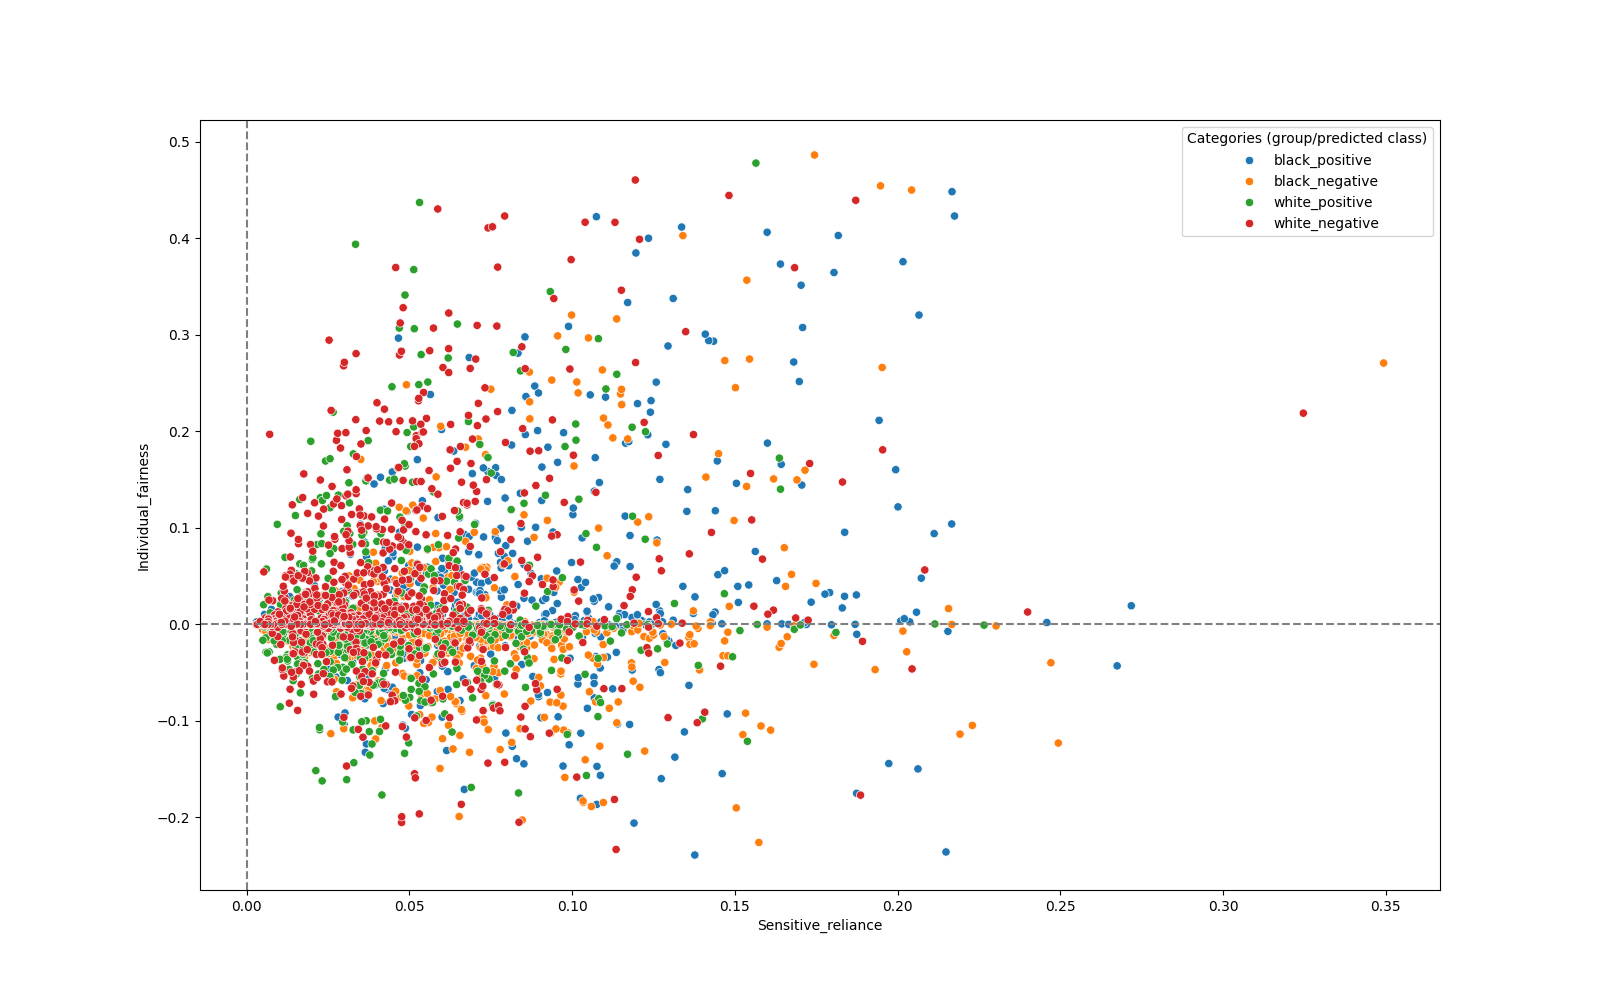 Categories (group/predicted class)
black_positive
black_negative
white_positive
white_negative
0.5
0.4
0.3
0.2
0.1
0.0
−0.1
−0.2
Individual_fairness
0.00
0.05
0.10
0.15
0.20
0.25
0.30
0.35
Sensitive_reliance